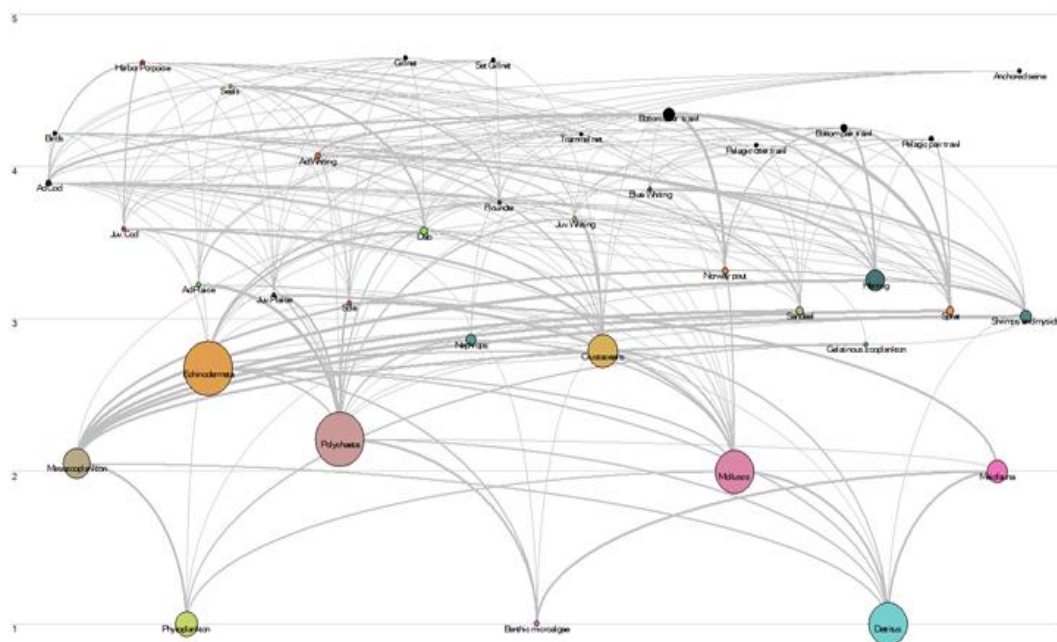 5
Harbor Porpoise
Gillnet
Set Gillnet
Anchored seine
Seals
Bottom otter trawl
Birds
Trammel net
Bottom pair trawl
Pelagic otter trawl
Pelagic pair trawl
Ad Whiting
4
Ad Cod
Blue Whiting
Flounder
Juv Whiting
Juv Cod
Dab
Norway pout
Ad Plaice
Juv Plaice
Herring
Sole
Sandeel
Sprat
3
Shrimps and mysids
Nephrops
Crustaceans
Gelatinous zooplankton
Echinodermata
Polychaeta
Mesozooplankton
2
Molluscs
Meiofauna
1
Phytoplankton
Benthic microalgae
Detritus